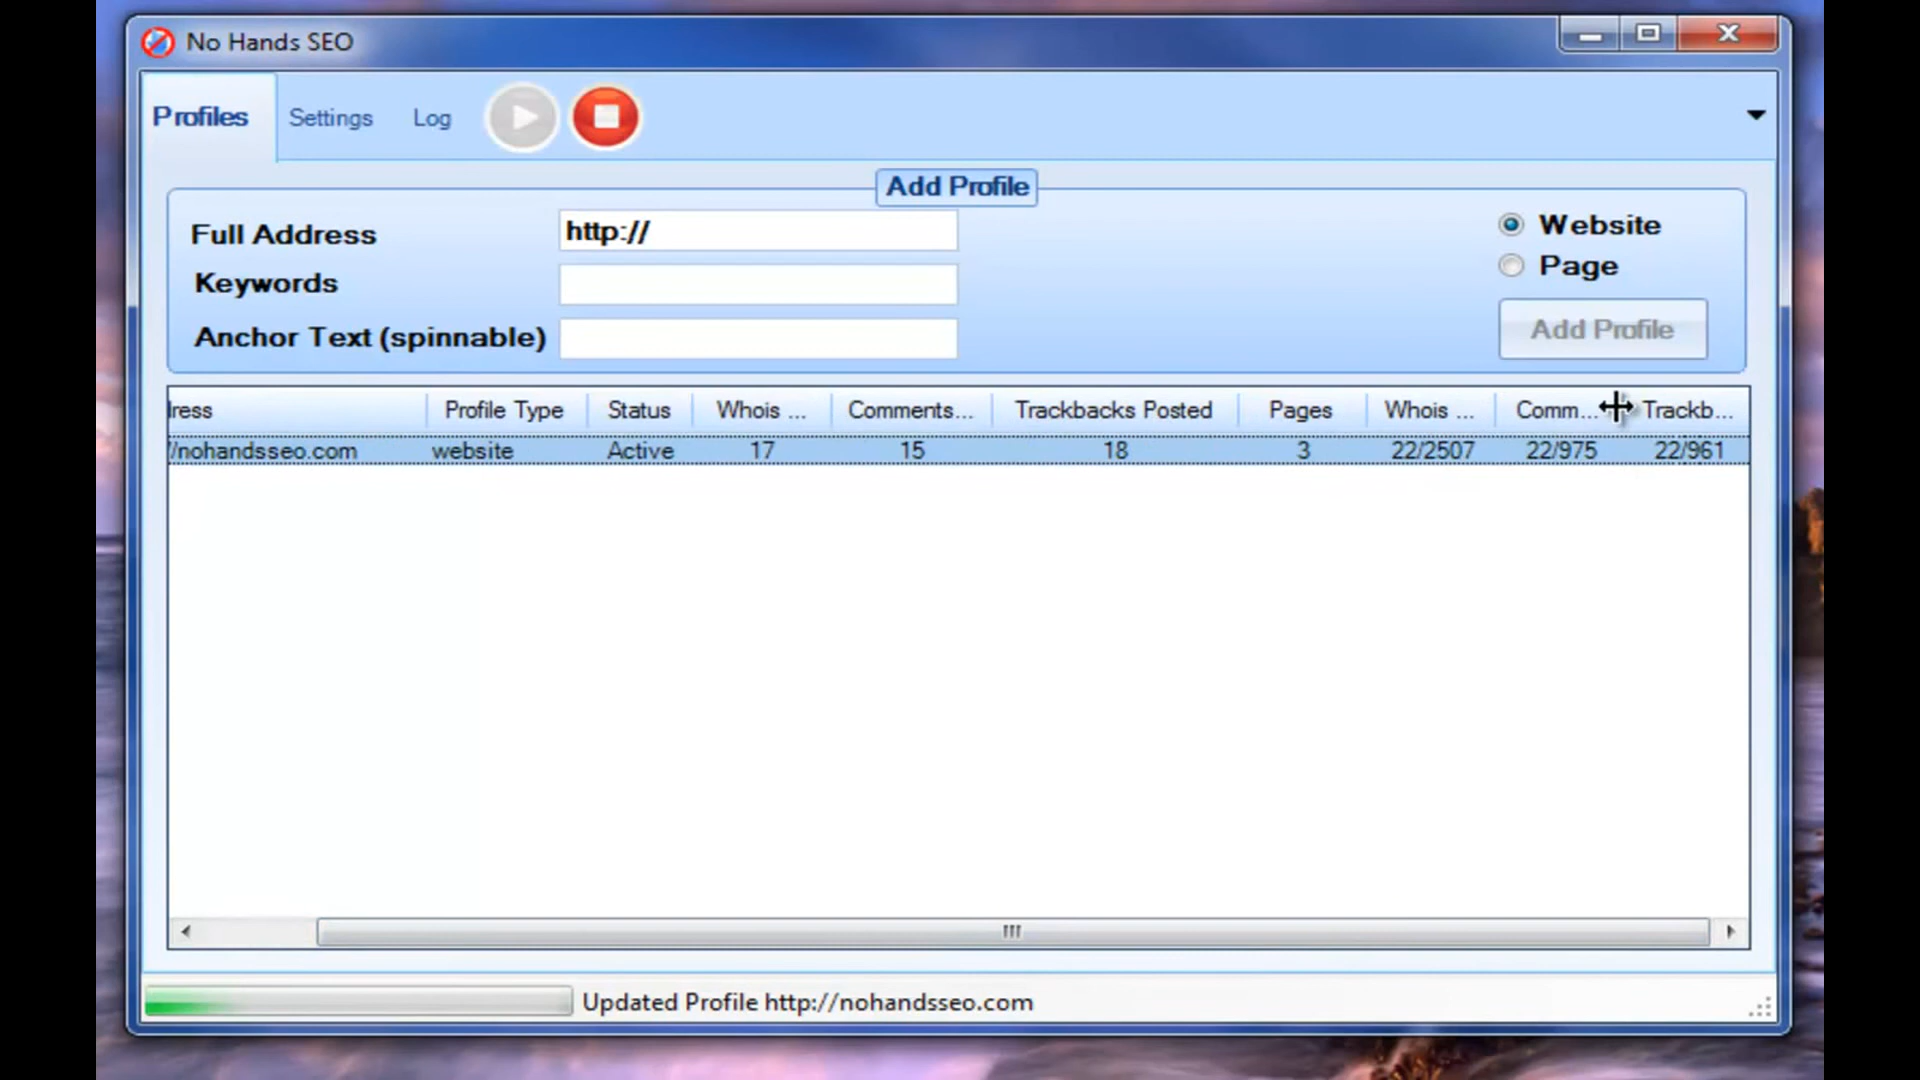 No Hands SEO
Profiles Settings Log
Add Profile
Full Address http://
Website
Keywords
Page
Anchor Text (spinnable)
Add Profile
lress Profile Type Status Whois ... Comments... Trackbacks Posted Pages Whois ... Comm... Trackb...
//nohandsseo.com website Active 17 15 18 3 22/2507 22/975 22/961
Updated Profile http://nohandsseo.com